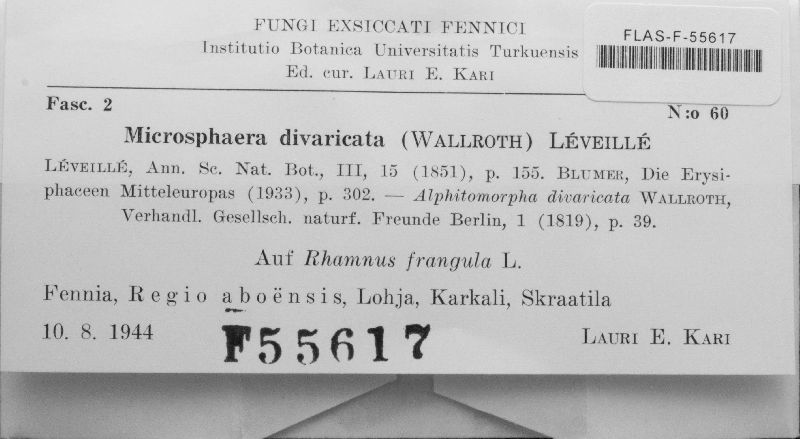 FUNGI EXSICCATI FENNICI
Institutio Botanica Universitatis Turkuensis
Ed. cur. LAURI E. KARI
FLAS-F-55617
Fasc. 2
N:o 60
Microsphaera divaricata (WALLROTH) LÉVEILLÉ
LÉVEILLÉ, Ann. Sc. Nat. Bot., III, 15 (1851), p. 155. BLUMER, Die Erysi-
phaceen Mitteleuropas (1933), p. 302. — Alphitomorpha divaricata WALLROTH,
Verhandl. Gesellsch. naturf. Freunde Berlin, 1 (1819), p. 39.
Auf Rhamnus frangula L.
Fennia, Regio aboënsis, Lohja, Karkali, Skraatila
10. 8. 1944
F55617
LAURI E. KARI